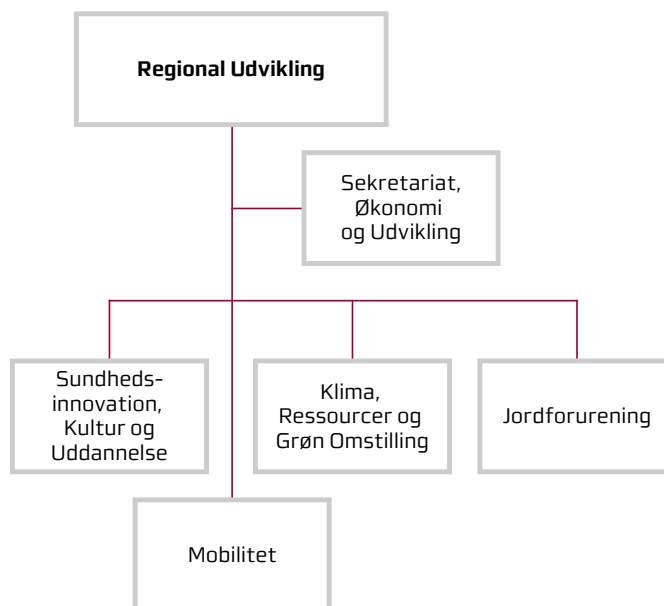 Regional Udvikling
Sekretariat,
Økonomi
og Udvikling
Sundheds-
innovation,
Kultur og
Uddannelse
Klima,
Ressourcer og
Grøn Omstilling
Jordforurening
Mobilitet